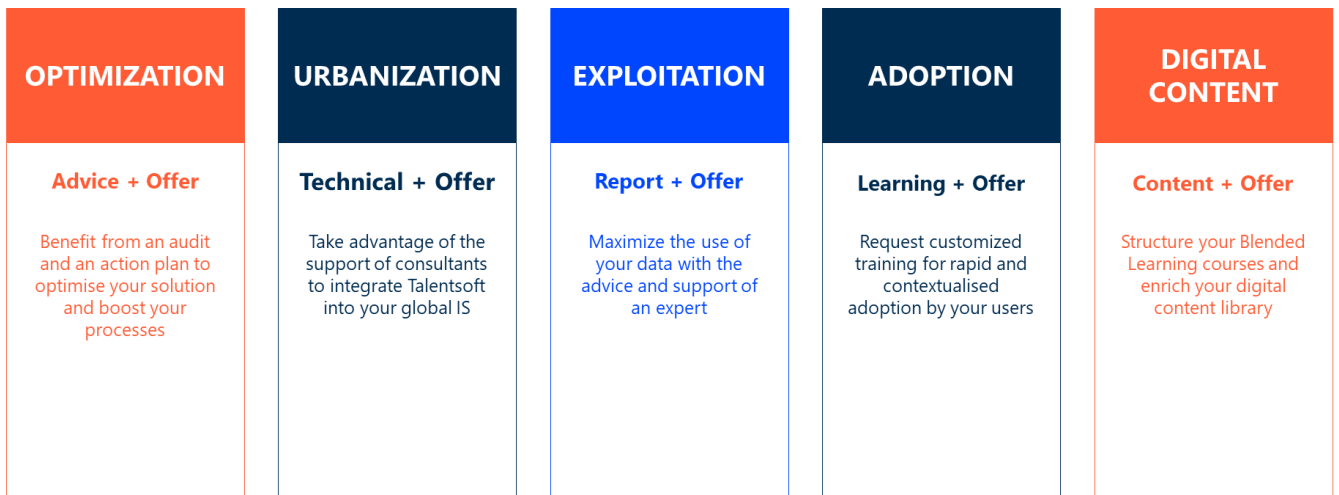 OPTIMIZATION
Advice + Offer
Benefit from an audit
and an action plan to
optimise your solution
and boost your
processes
URBANIZATION
Technical + Offer
Take advantage of the
support of consultants
to integrate Talentsoft
into your global IS
EXPLOITATION
Report + Offer
Maximize the use of
your data with the
advice and support of
an expert
ADOPTION
Learning + Offer
Request customized
training for rapid and
contextualised
adoption by your users
DIGITAL
CONTENT
Content + Offer
Structure your Blended
Learning courses and
enrich your digital
content library